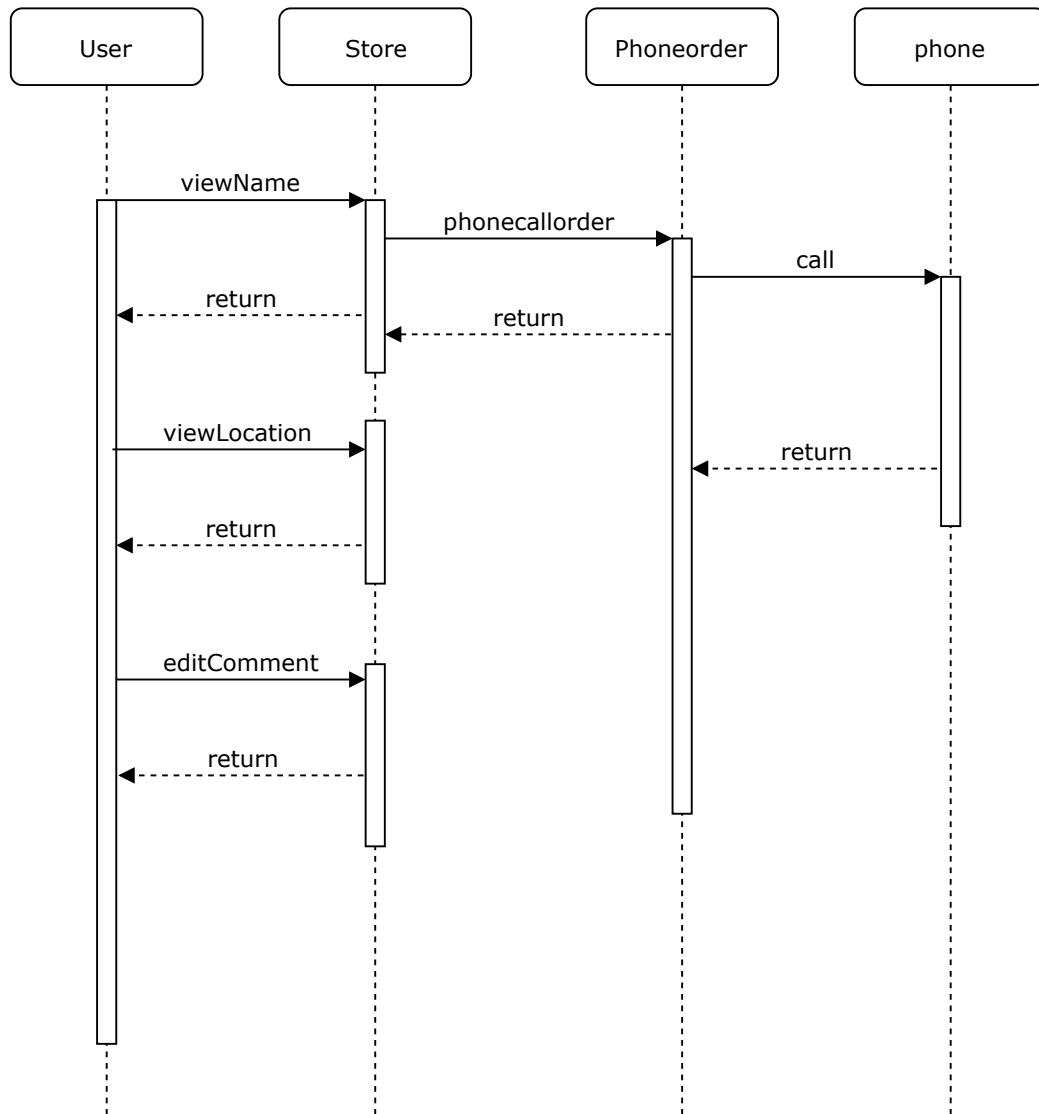 User
Store
Phoneorder
phone
viewName
phonecallorder
call
return
return
viewLocation
return
return
editComment
return